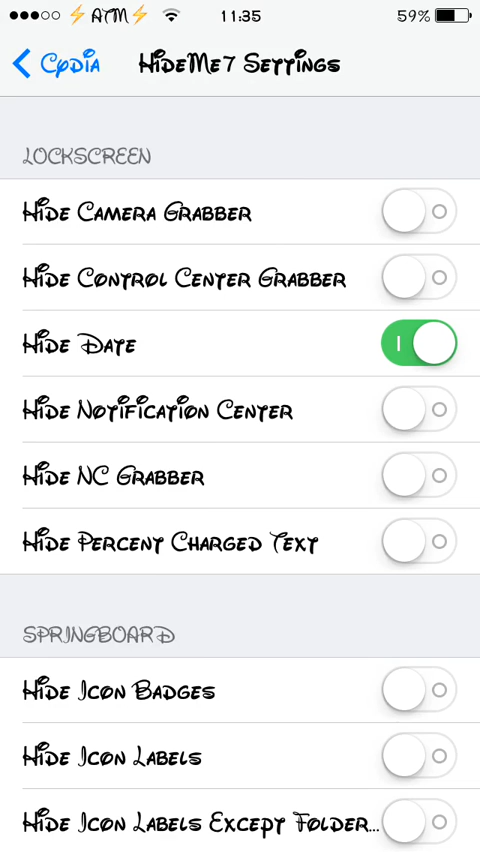 ⚡ATM⚡ 11:35 59%
Cydia HideMe7 Settings
LOCKSCREEN
Hide Camera Grabber
Hide Control Center Grabber
Hide Date
Hide Notification Center
Hide NC Grabber
Hide Percent Charged Text
SPRINGBOARD
Hide Icon Badges
Hide Icon Labels
Hide Icon Labels Except Folder...